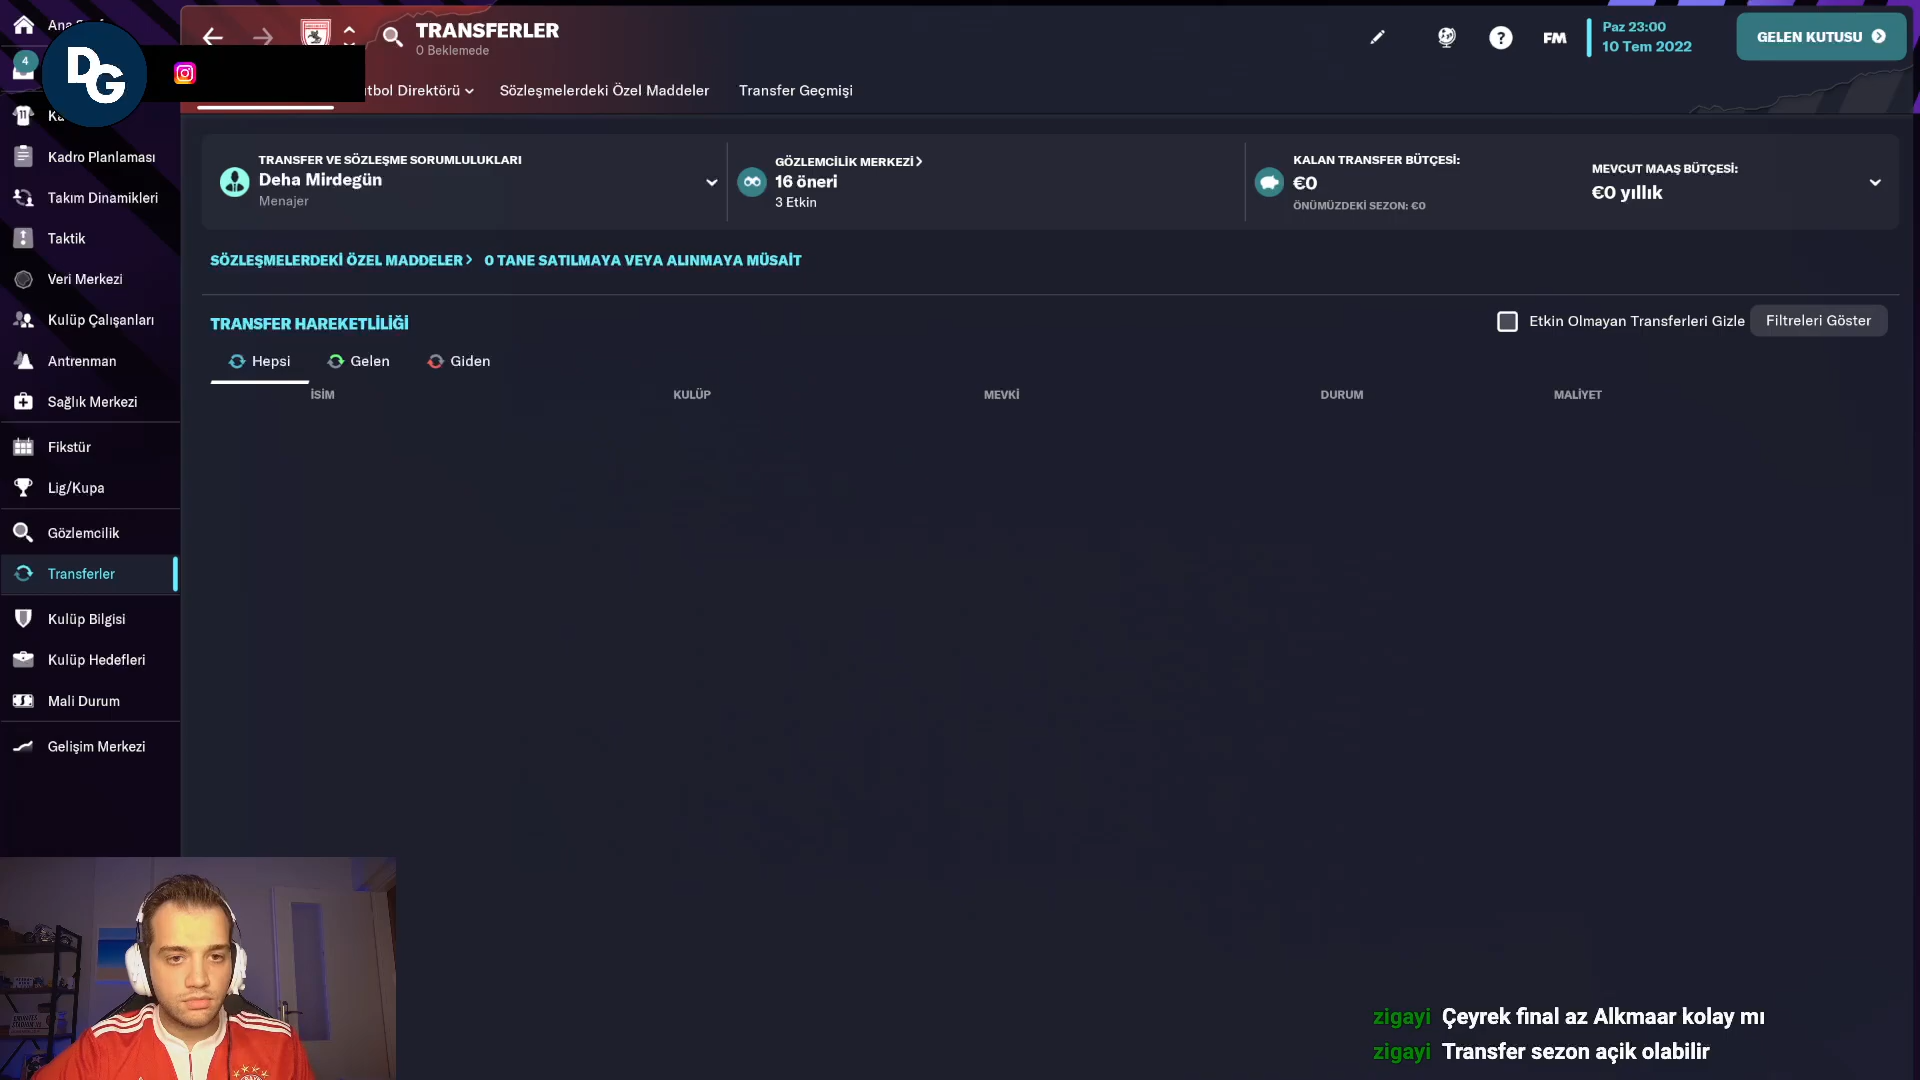 Ana
TRANSFERLER
0 Beklemede
Paz 23:00
10 Tem 2022
GELEN KUTUSU
FM
4
DG
tbol Direktörü
Sözleşmelerdeki Özel Maddeler
Transfer Geçmişi
11
Kadro Planlaması
Takım Dinamikleri
Taktik
Veri Merkezi
Kulüp Çalışanları
Antrenman
Sağlık Merkezi
Fikstür
Lig/Kupa
Gözlemcilik
Transferler
Kulüp Bilgisi
Kulüp Hedefleri
Mali Durum
Gelişim Merkezi
TRANSFER VE SÖZLEŞME SORUMLULUKLARI
Deha Mirdegün
Menajer
GÖZLEMCİLİK MERKEZİ
16 öneri
3 Etkin
KALAN TRANSFER BÜTÇESİ:
€0
ÖNÜMÜZDEKİ SEZON: €0
MEVCUT MAAŞ BÜTÇESİ:
€0 yıllık
SÖZLEŞMELERDEKİ ÖZEL MADDELER
0 TANE SATILMAYA VEYA ALINMAYA MÜSAİT
TRANSFER HAREKETLİLİĞİ
Etkin Olmayan Transferleri Gizle
Filtreleri Göster
Hepsi
Gelen
Giden
İSİM
KULÜP
MEVKİ
DURUM
MALİYET
zigayi Çeyrek final az Alkmaar kolay mı
zigayi Transfer sezon açik olabilir